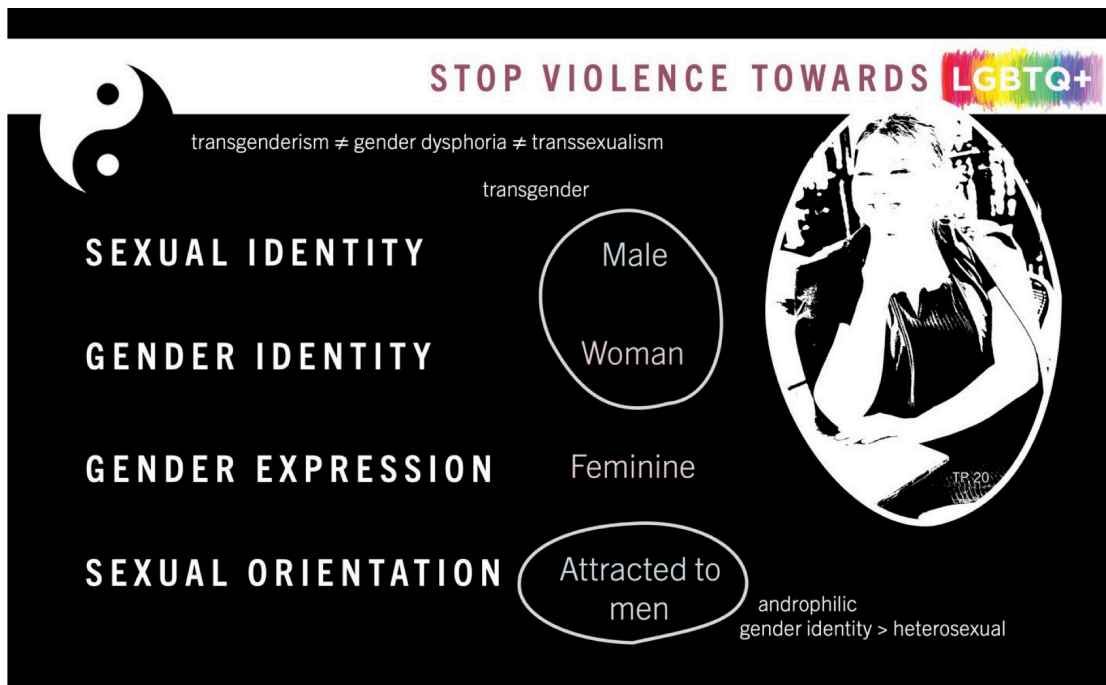 STOP VIOLENCE TOWARDS LGBTQ+
transgenderism ≠ gender dysphoria ≠ transsexualism
transgender
SEXUAL IDENTITY Male
GENDER IDENTITY Woman
GENDER EXPRESSION Feminine
TP, 20
SEXUAL ORIENTATION Attracted to
men
androphilic
gender identity > heterosexual